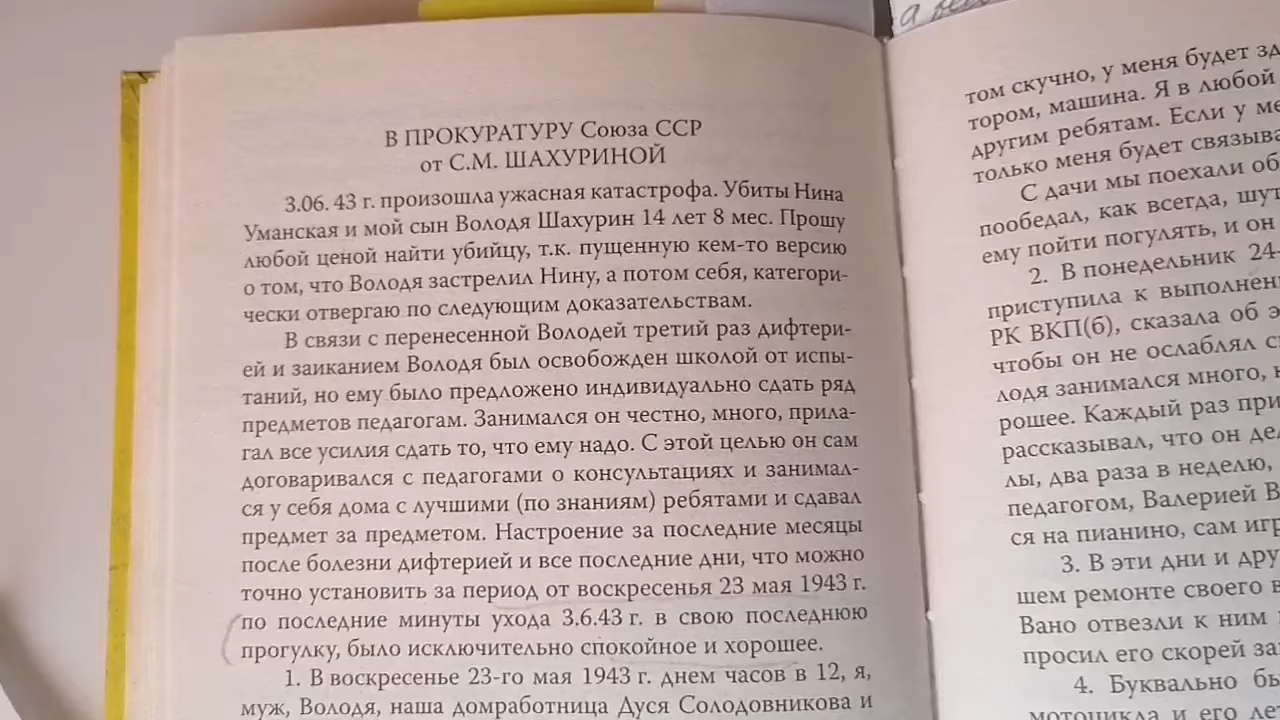 В ПРОКУРАТУРУ Союза ССР
от С.М. ШАХУРИНОЙ
3.06. 43 г. произошла ужасная катастрофа. Убиты Нина
Уманская и мой сын Володя Шахурин 14 лет 8 мес. Прошу
любой ценой найти убийцу, т.к. пущенную кем-то версию
о том, что Володя застрелил Нину, а потом себя, категори-
чески отвергаю по следующим доказательствам.
В связи с перенесенной Володей третий раз дифтери-
ей и заиканием Володя был освобожден школой от испы-
таний, но ему было предложено индивидуально сдать ряд
предметов педагогам. Занимался он честно, много, прила-
гал все усилия сдать то, что ему надо. С этой целью он сам
договаривался с педагогами о консультациях и занимал-
ся у себя дома с лучшими (по знаниям) ребятами и сдавал
предмет за предметом. Настроение за последние месяцы
после болезни дифтерией и все последние дни, что можно
точно установить за период от воскресенья 23 мая 1943 г.
по последние минуты ухода 3.6.43 г. в свою последнюю
прогулку, было исключительно спокойное и хорошее.
1. В воскресенье 23-го мая 1943 г. днем часов в 12, я,
муж, Володя, наша домработница Дуся Солодовникова и
том скучно, у меня будет
тором, машина. Я в любой
другим ребятам. Если у
только меня будет
С дачи мы поехали
пообедал, как всегда,
ему пойти погулять, и он
2. В понедельник 24-
приступила к
РК ВКП(б), сказала об
чтобы он не ослаблял
лодя занимался много,
рошее. Каждый раз
рассказывал, что он
лы, два раза в неделю,
педагогом, Валерией
ся на пианино, сам
3. В эти дни и
шем ремонте своего
Вано отвезли к ним
просил его скорей
4. Буквально
мотоцикла и его